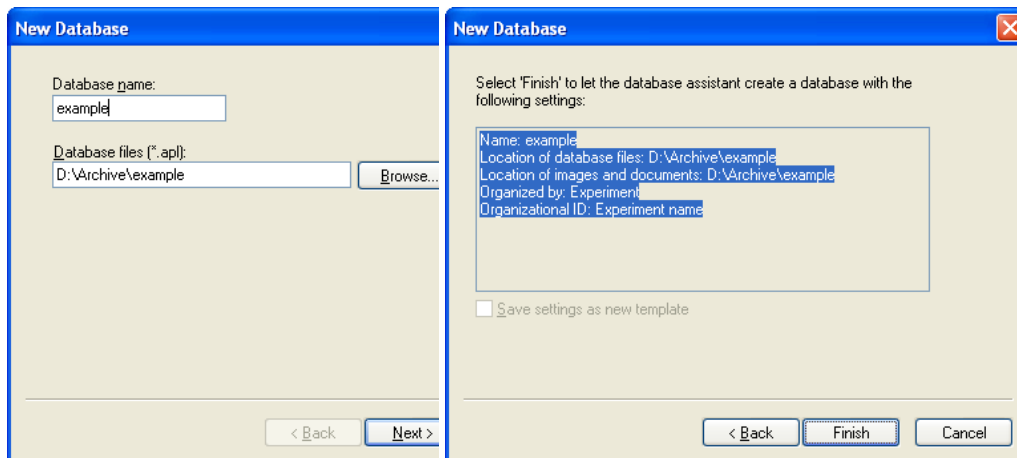 New Database
Database name:
example
Database files (*.apl):
D:\Archive\example
Browse...
< Back
Next >
New Database
Select 'Finish' to let the database assistant create a database with the
following settings:
Name: example
Location of database files: D:\Archive\example
Location of images and documents: D:\Archive\example
Organized by: Experiment
Organizational ID: Experiment name
Save settings as new template
< Back
Finish
Cancel